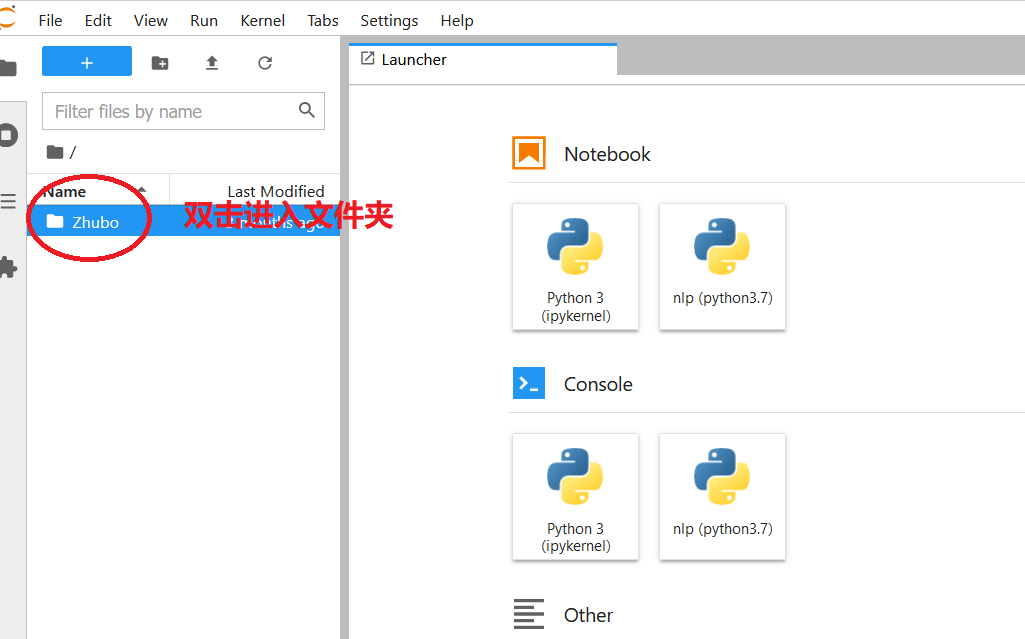 File Edit View Run Kernel Tabs Settings Help
+
Launcher
Filter files by name
/
Name Last Modified
Zhubo months ago
双击进入文件夹
Notebook
Python 3
(ipykernel)
nlp (python3.7)
Console
Python 3
(ipykernel)
nlp (python3.7)
Other